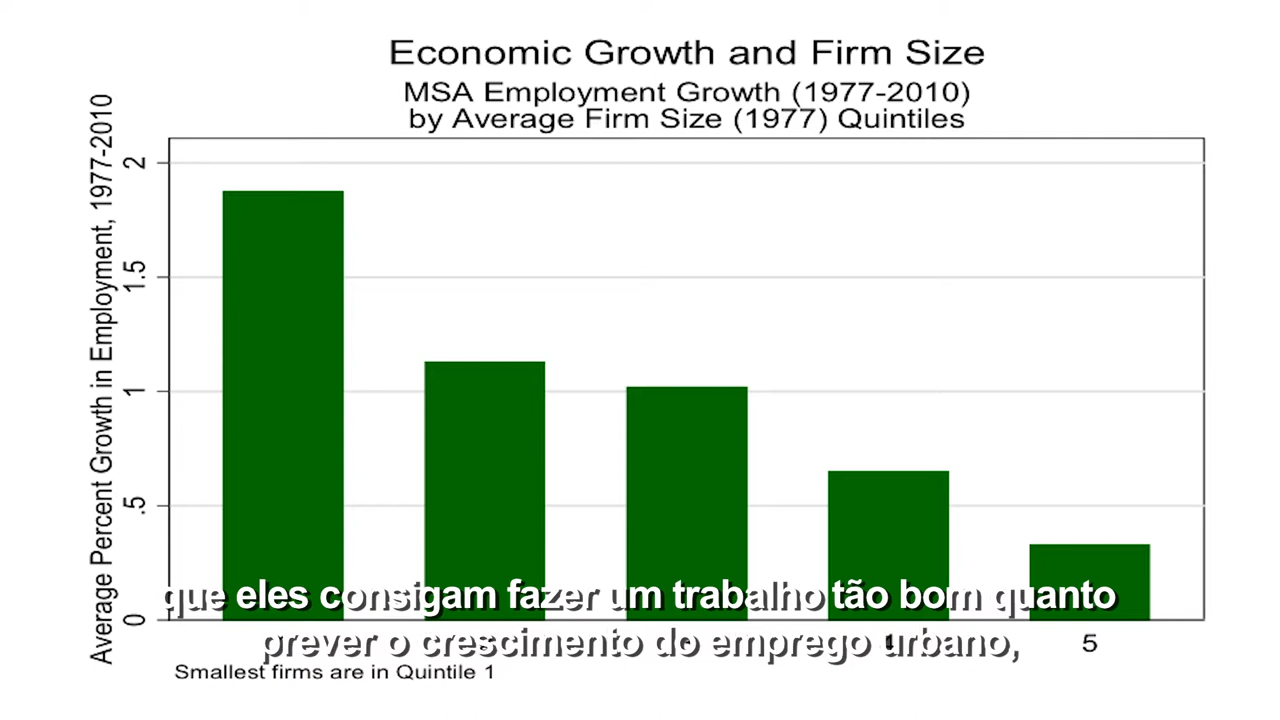 Economic Growth and Firm Size
MSA Employment Growth (1977-2010)
by Average Firm Size (1977) Quintiles
Average Percent Growth in Employment, 1977-2010
2
1.5
1
.5
0
que eles consigam fazer um trabalho tão bom quanto
prever o crescimento do emprego urbano,
5
Smallest firms are in Quintile 1